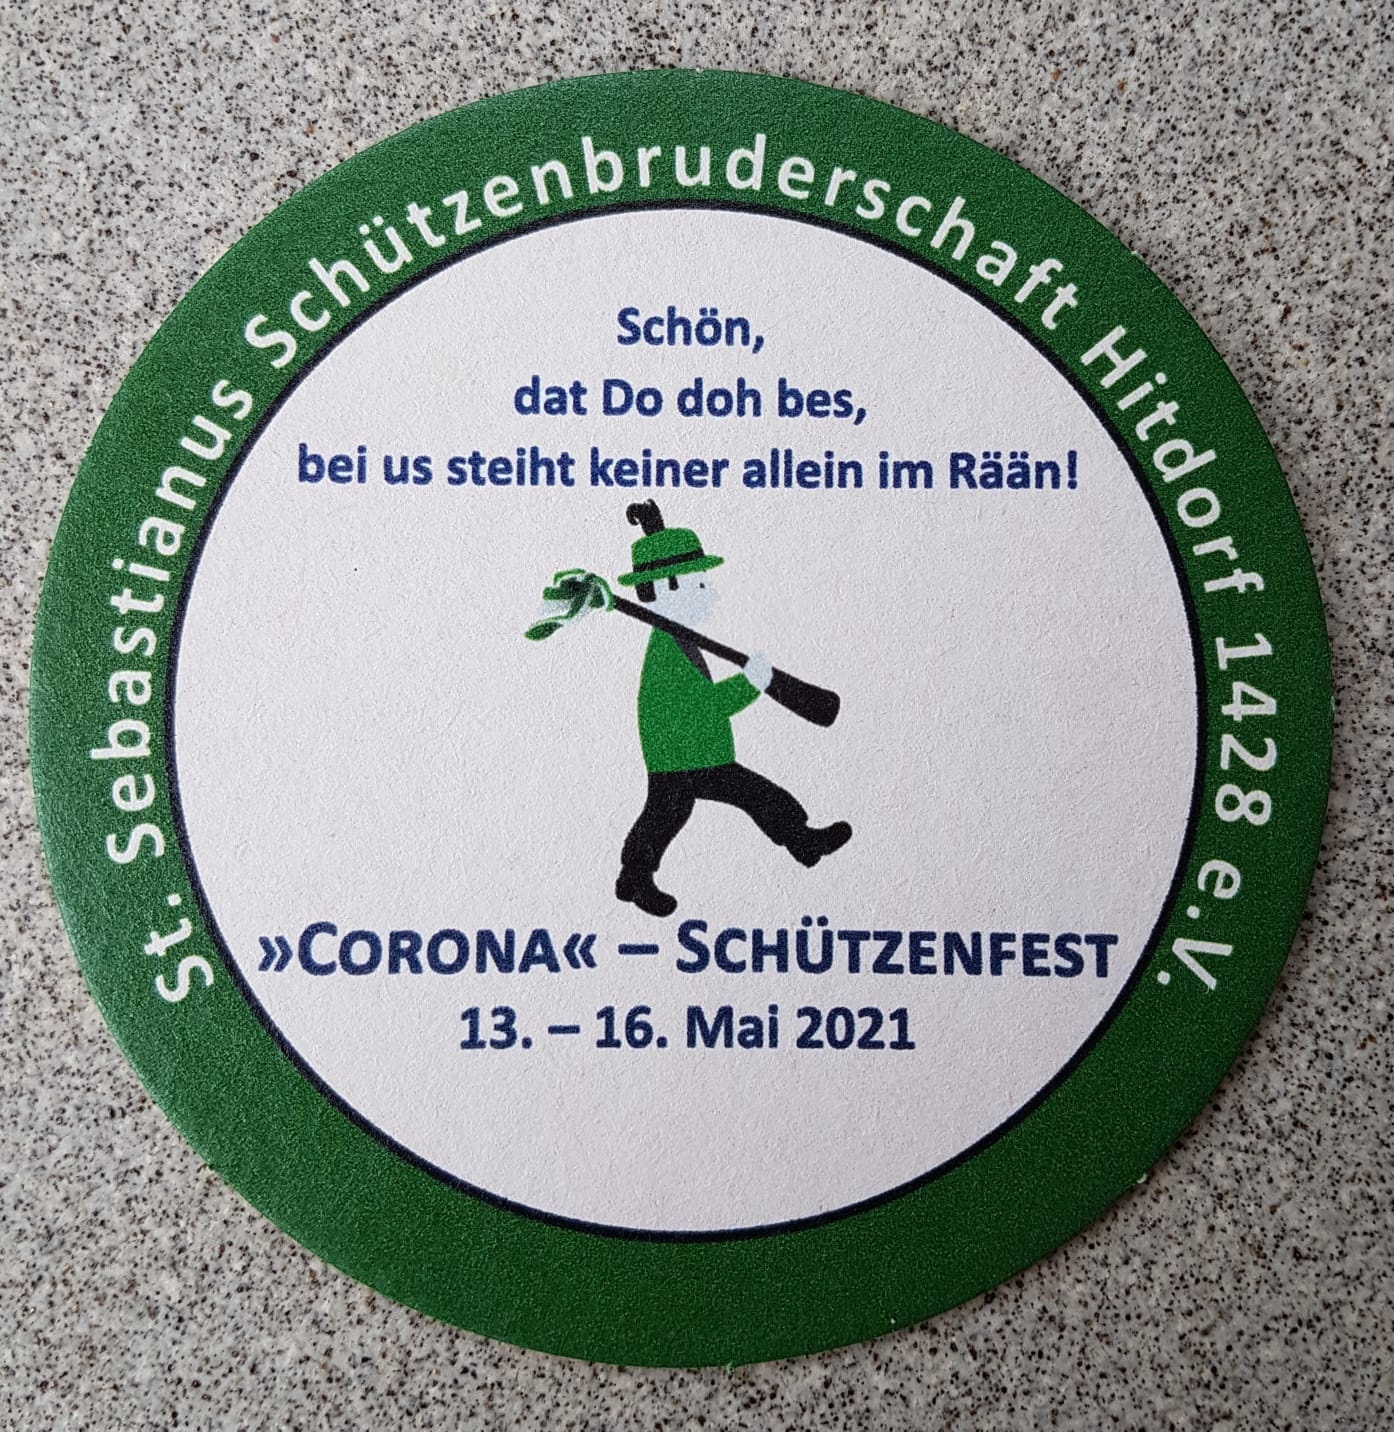 St. Sebastianus Schützenbruderschaft Hitdorf 1428 e.V.
Schön,
dat Do doh bes,
bei us steiht keiner allein im Rään!
»CORONA« – SCHÜTZENFEST
13. – 16. Mai 2021